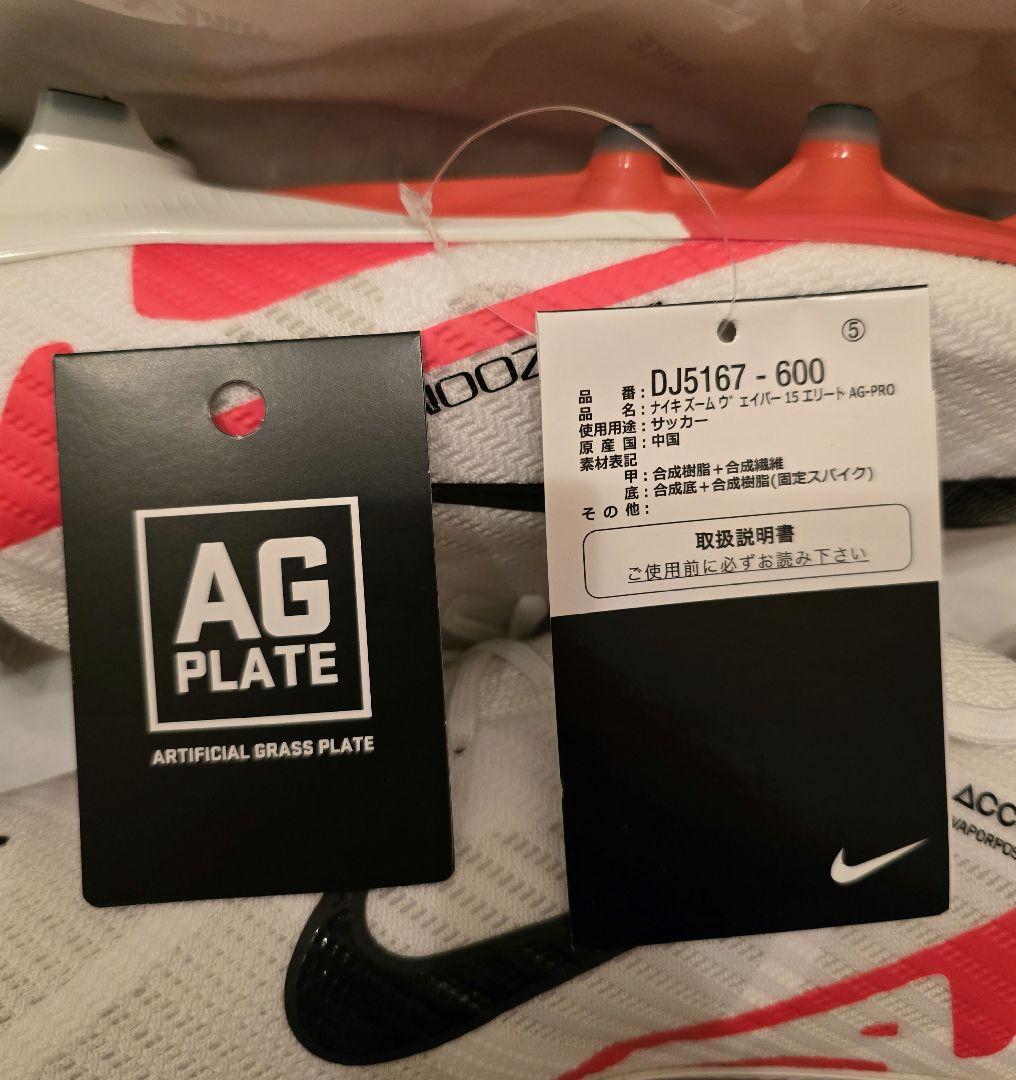 ZOOM
AG
PLATE
ARTIFICIAL GRASS PLATE
⑤
品 番：DJ5167 - 600
品 名：ナイキ ズーム ヴェイパー 15 エリート AG-PRO
使用用途：サッカー
原 産 国：中国
素材表記
甲：合成樹脂＋合成繊維
底：合成底＋合成樹脂(固定スパイク)
そ の 他：
取扱説明書
ご使用前に必ずお読み下さい
ACC
VAPORPOS